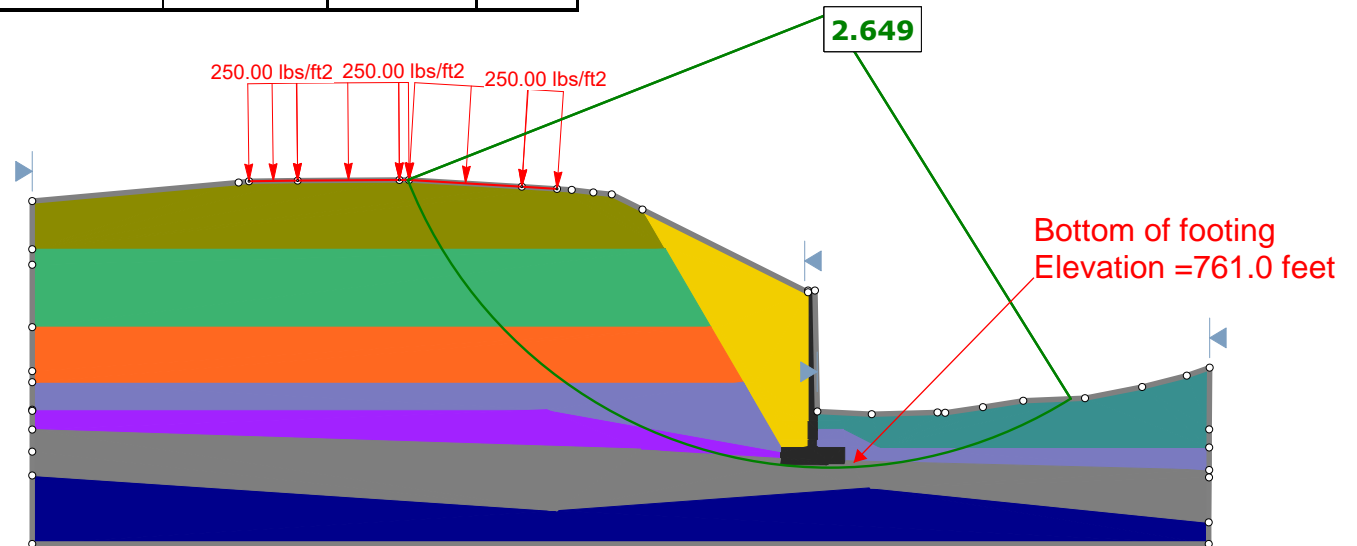 2.649
250.00 lbs/ft2 250.00 lbs/ft2 250.00 lbs/ft2
Bottom of footing
Elevation =761.0 feet